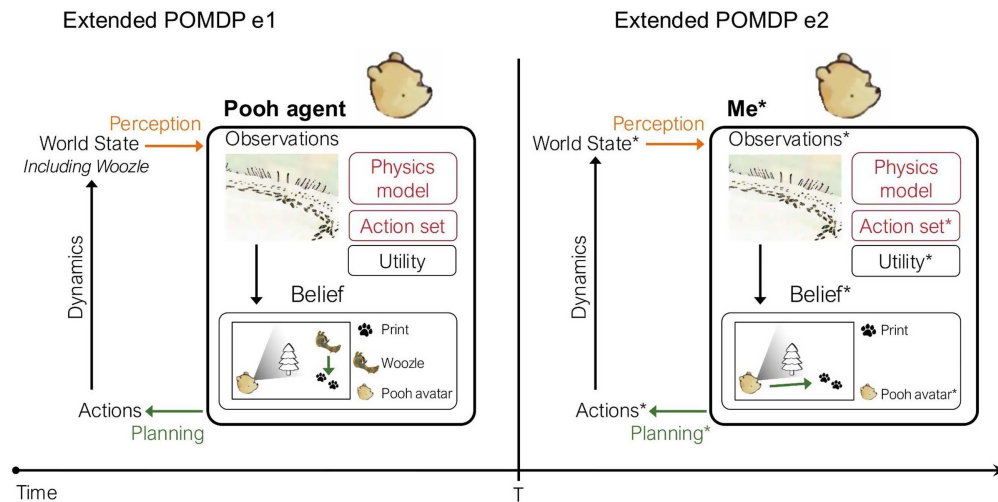 Extended POMDP e1
Pooh agent
Perception
World State
Including Woozle
Observations
Physics
model
Action set
Utility
Dynamics
Belief
Print
Woozle
Pooh avatar
Actions
Planning
Extended POMDP e2
Me*
Perception
World State*
Observations*
Physics
model
Action set*
Utility*
Dynamics
Belief*
Print
Pooh avatar*
Actions*
Planning*
Time
T